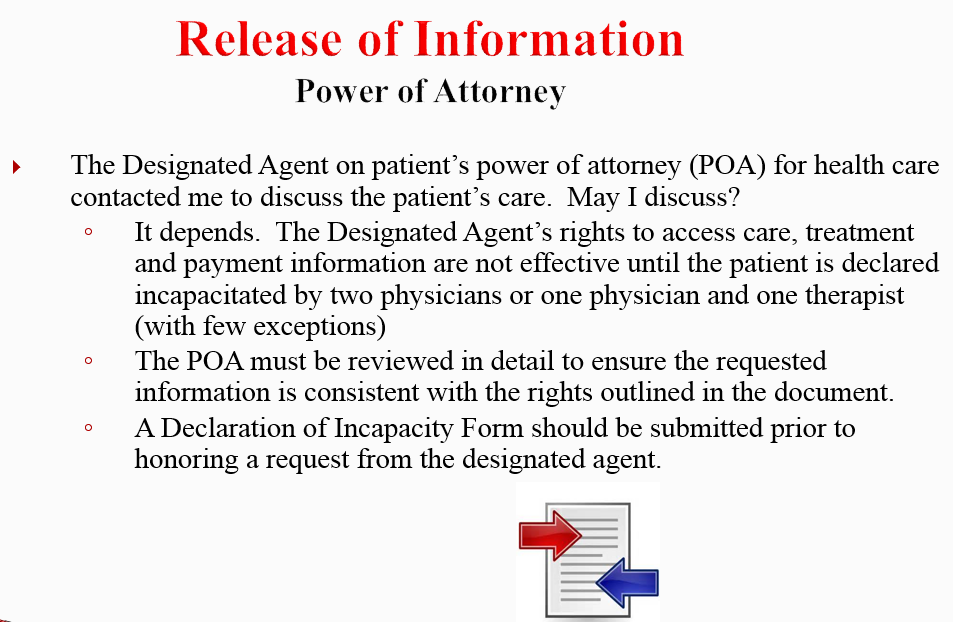 Release of Information
Power of Attorney
The Designated Agent on patient’s power of attorney (POA) for health care
contacted me to discuss the patient’s care.  May I discuss?
It depends.  The Designated Agent’s rights to access care, treatment
and payment information are not effective until the patient is declared
incapacitated by two physicians or one physician and one therapist
(with few exceptions)
The POA must be reviewed in detail to ensure the requested
information is consistent with the rights outlined in the document.
A Declaration of Incapacity Form should be submitted prior to
honoring a request from the designated agent.